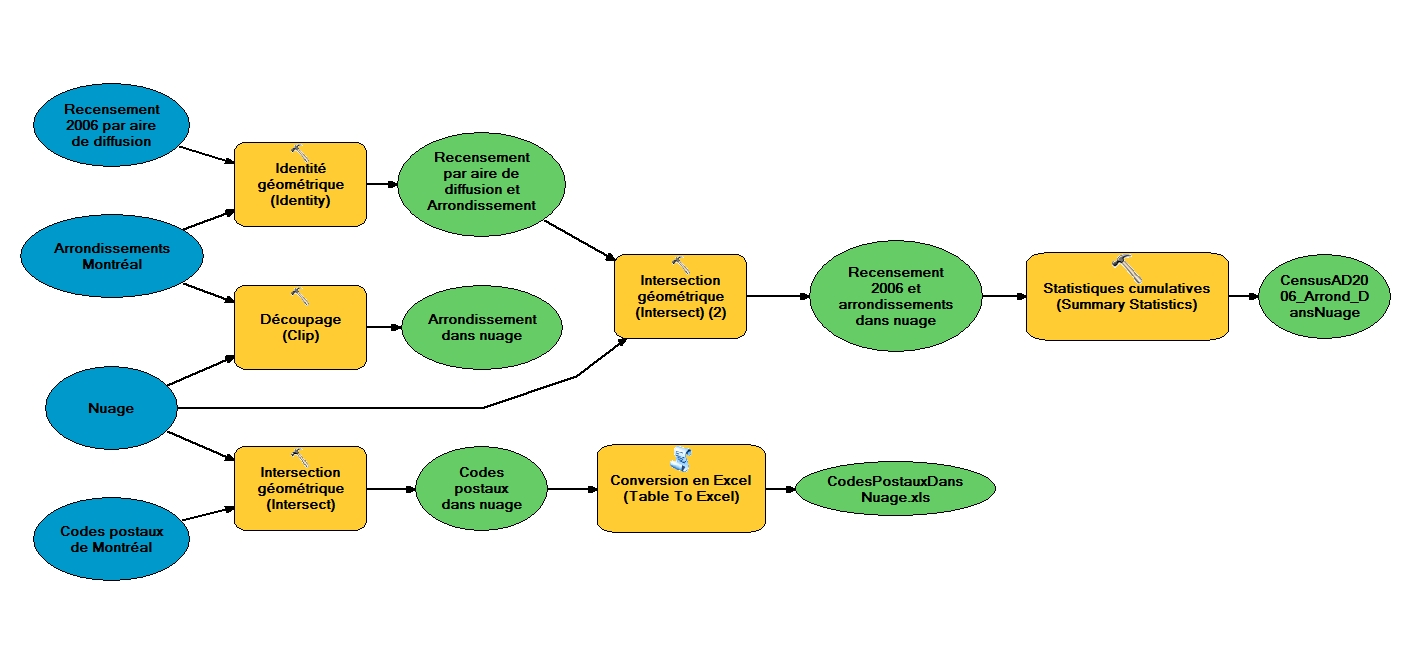 Recensement
2006 par aire
de diffusion
Identité
géométrique
(Identity)
Recensement
par aire de
diffusion et
Arrondissement
Arrondissements
Montréal
Découpage
(Clip)
Arrondissement
dans nuage
Intersection
géométrique
(Intersect) (2)
Recensement
2006 et
arrondissements
dans nuage
Statistiques cumulatives
(Summary Statistics)
CensusAD20
06_Arrond_D
ansNuage
Nuage
Intersection
géométrique
(Intersect)
Codes
postaux
dans nuage
Conversion en Excel
(Table To Excel)
CodesPostauxDans
Nuage.xls
Codes postaux
de Montréal